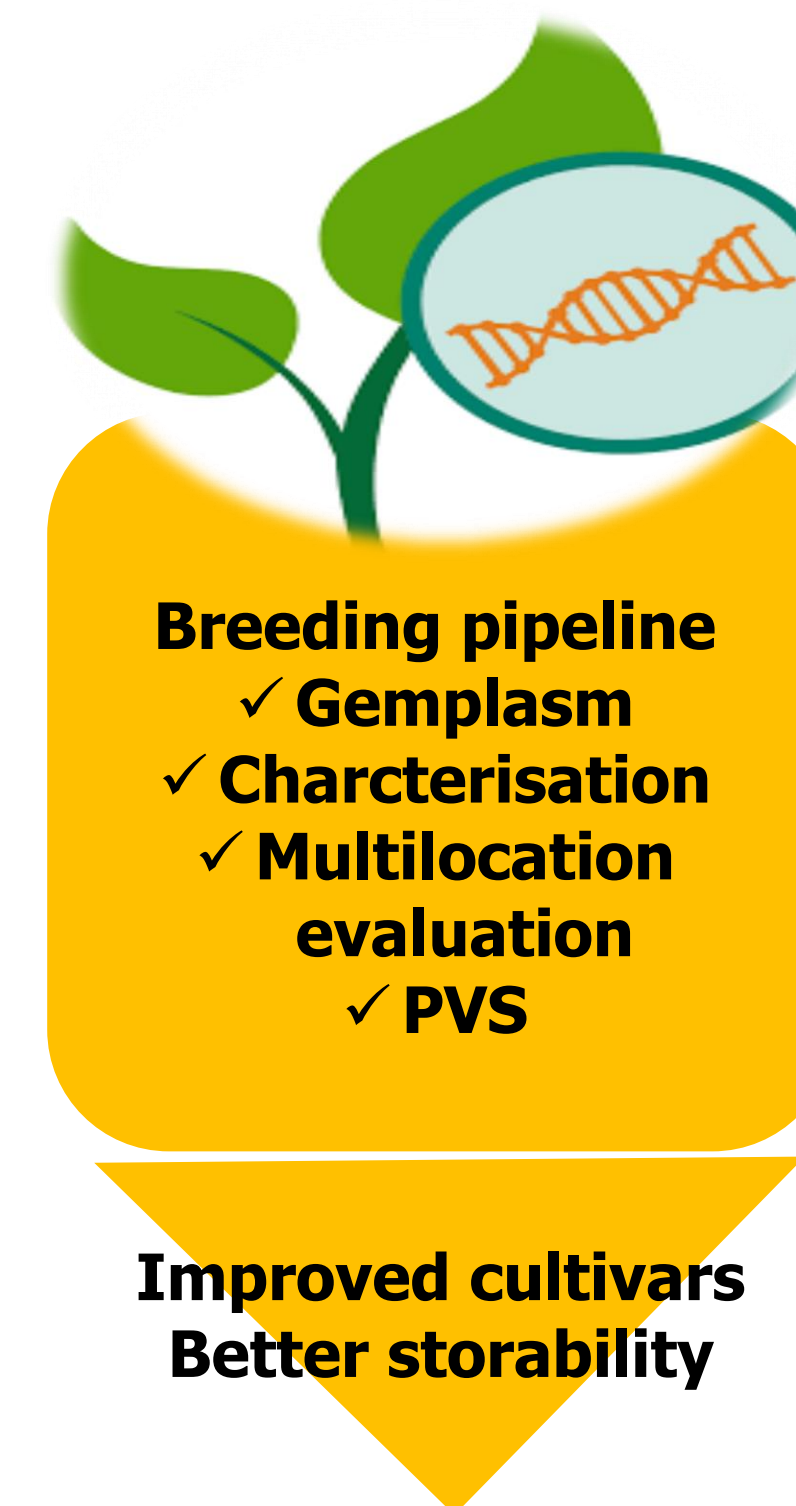 Breeding pipeline
✓ Gemplasm
✓ Charcterisation
✓ Multilocation
evaluation
✓ PVS
Improved cultivars
Better storability